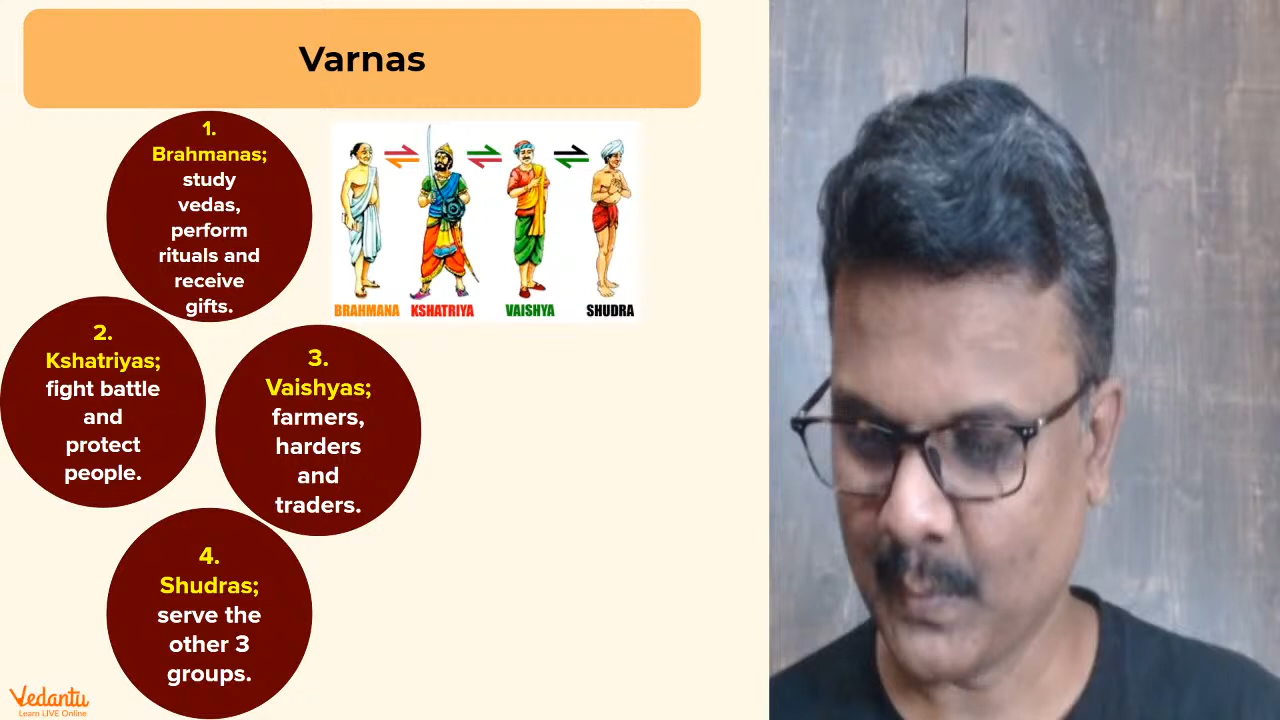 Varnas
1.
Brahmanas;
study
vedas,
perform
rituals and
receive
gifts.
BRAHMANA KSHATRIYA VAISHYA SHUDRA
2.
Kshatriyas;
fight battle
and
protect
people.
3.
Vaishyas;
farmers,
harders
and
traders.
4.
Shudras;
serve the
other 3
groups.
Vedantu
Learn LIVE Online